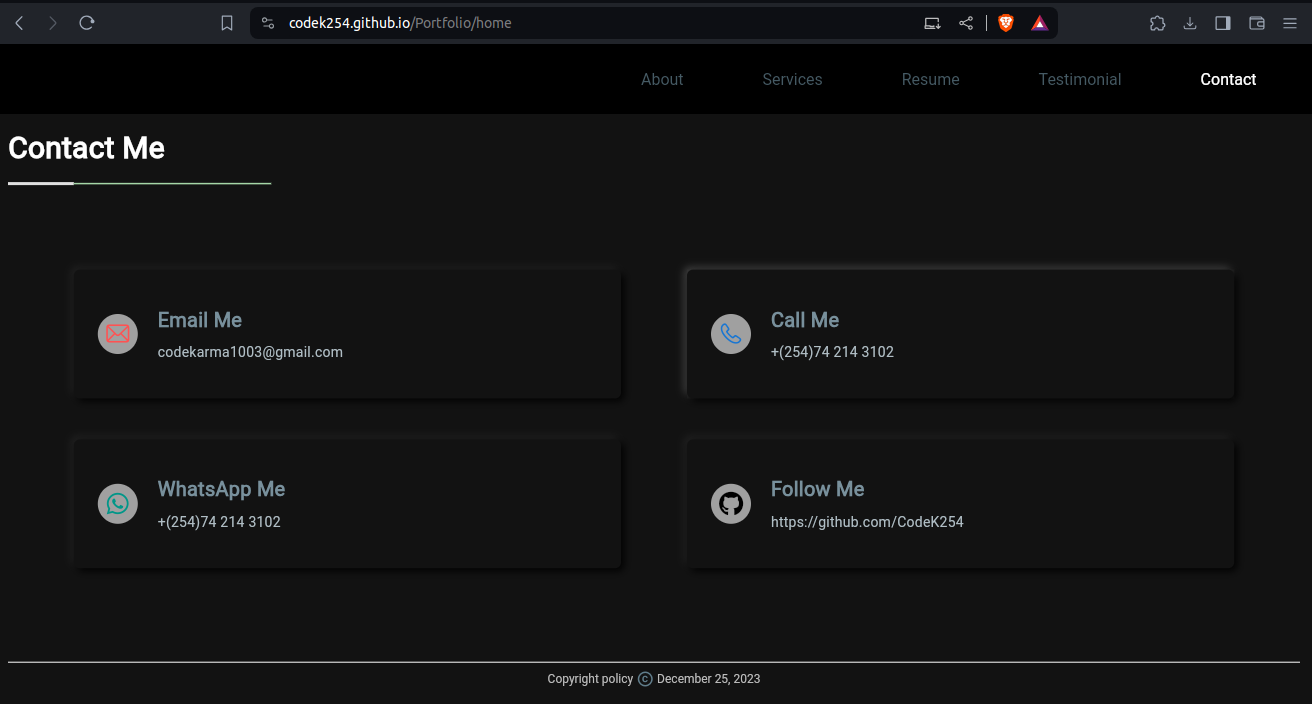 codek254.github.io/Portfolio/home
About Services Resume Testimonial Contact
Contact Me
Email Me
codekarma1003@gmail.com
Call Me
+(254)74 214 3102
WhatsApp Me
+(254)74 214 3102
Follow Me
https://github.com/CodeK254
Copyright policy © December 25, 2023